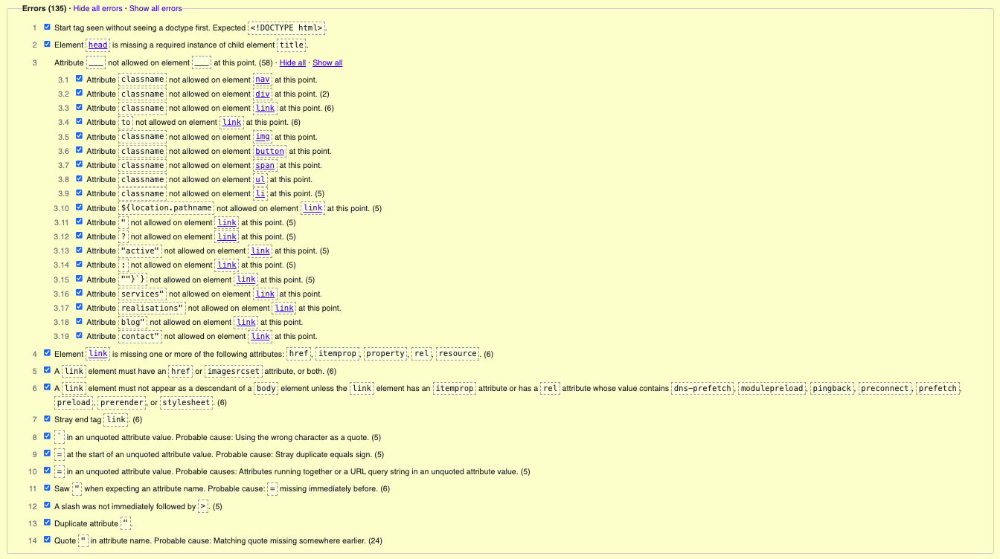 Errors (135) · Hide all errors · Show all errors
1 Start tag seen without seeing a doctype first. Expected <!DOCTYPE html>.
2 Element head is missing a required instance of child element title.
3 Attribute ___ not allowed on element ___ at this point. (58) · Hide all · Show all
3.1 Attribute classname not allowed on element nav at this point.
3.2 Attribute classname not allowed on element div at this point. (2)
3.3 Attribute classname not allowed on element link at this point. (6)
3.4 Attribute to not allowed on element link at this point. (6)
3.5 Attribute classname not allowed on element img at this point.
3.6 Attribute classname not allowed on element button at this point.
3.7 Attribute classname not allowed on element span at this point.
3.8 Attribute classname not allowed on element ul at this point.
3.9 Attribute classname not allowed on element li at this point. (5)
3.10 Attribute ${location.pathname not allowed on element link at this point. (5)
3.11 Attribute " not allowed on element link at this point. (5)
3.12 Attribute ? not allowed on element link at this point. (5)
3.13 Attribute "active" not allowed on element link at this point. (5)
3.14 Attribute : not allowed on element link at this point. (5)
3.15 Attribute ""}`} not allowed on element link at this point. (5)
3.16 Attribute services" not allowed on element link at this point.
3.17 Attribute realisations" not allowed on element link at this point.
3.18 Attribute blog" not allowed on element link at this point.
3.19 Attribute contact" not allowed on element link at this point.
4 Element link is missing one or more of the following attributes: href, itemprop, property, rel, resource. (6)
5 A link element must have an href or imagesrcset attribute, or both. (6)
6 A link element must not appear as a descendant of a body element unless the link element has an itemprop attribute or has a rel attribute whose value contains dns-prefetch, modulepreload, pingback, preconnect, prefetch,
preload, prerender, or stylesheet. (6)
7 Stray end tag link. (6)
8 ` in an unquoted attribute value. Probable cause: Using the wrong character as a quote. (5)
9 = at the start of an unquoted attribute value. Probable cause: Stray duplicate equals sign. (5)
10 = in an unquoted attribute value. Probable causes: Attributes running together or a URL query string in an unquoted attribute value. (5)
11 Saw " when expecting an attribute name. Probable cause: = missing immediately before. (6)
12 A slash was not immediately followed by >. (5)
13 Duplicate attribute ".
14 Quote " in attribute name. Probable cause: Matching quote missing somewhere earlier. (24)